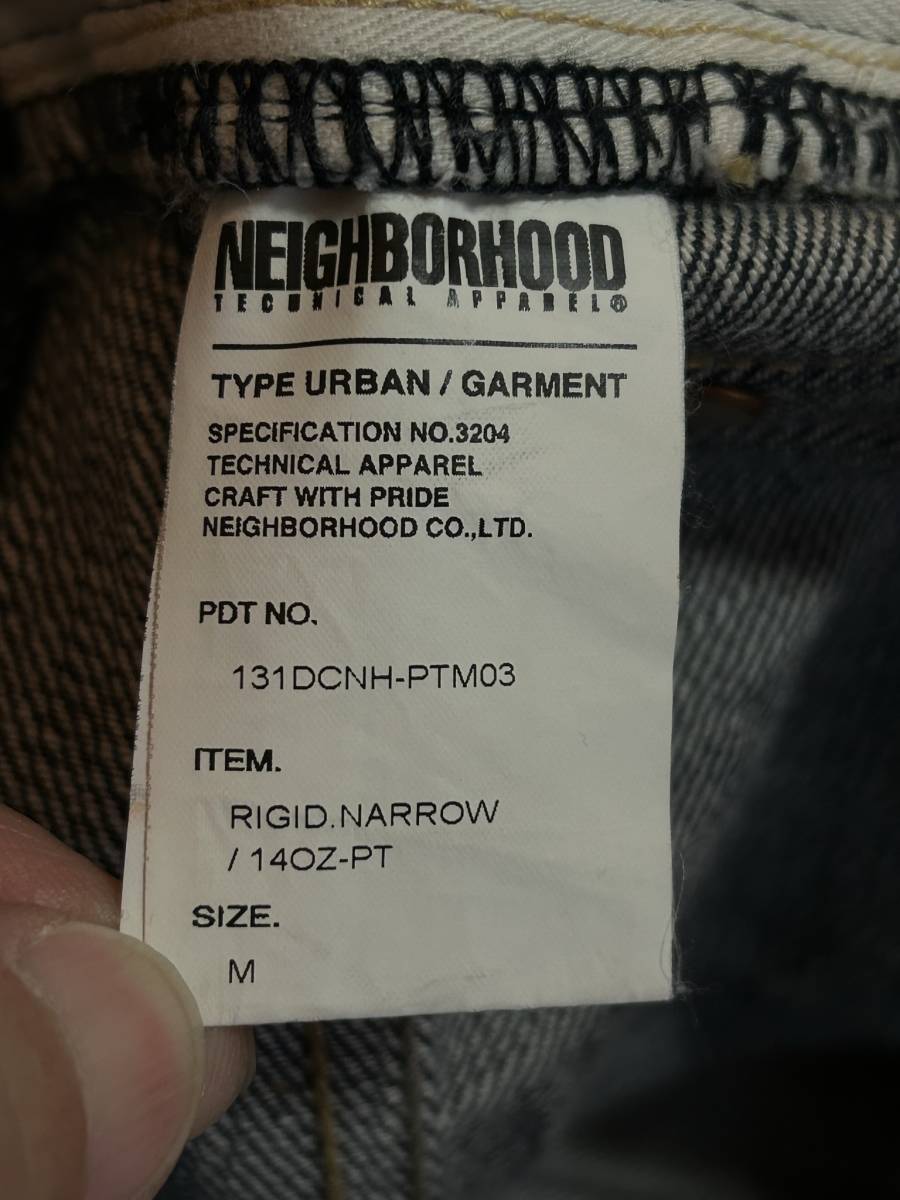 NEIGHBORHOOD
TECHNICAL APPAREL®
TYPE URBAN / GARMENT
SPECIFICATION NO.3204
TECHNICAL APPAREL
CRAFT WITH PRIDE
NEIGHBORHOOD CO.,LTD.
PDT NO.
131DCNH-PTM03
ITEM.
RIGID.NARROW
/ 14OZ-PT
SIZE.
M